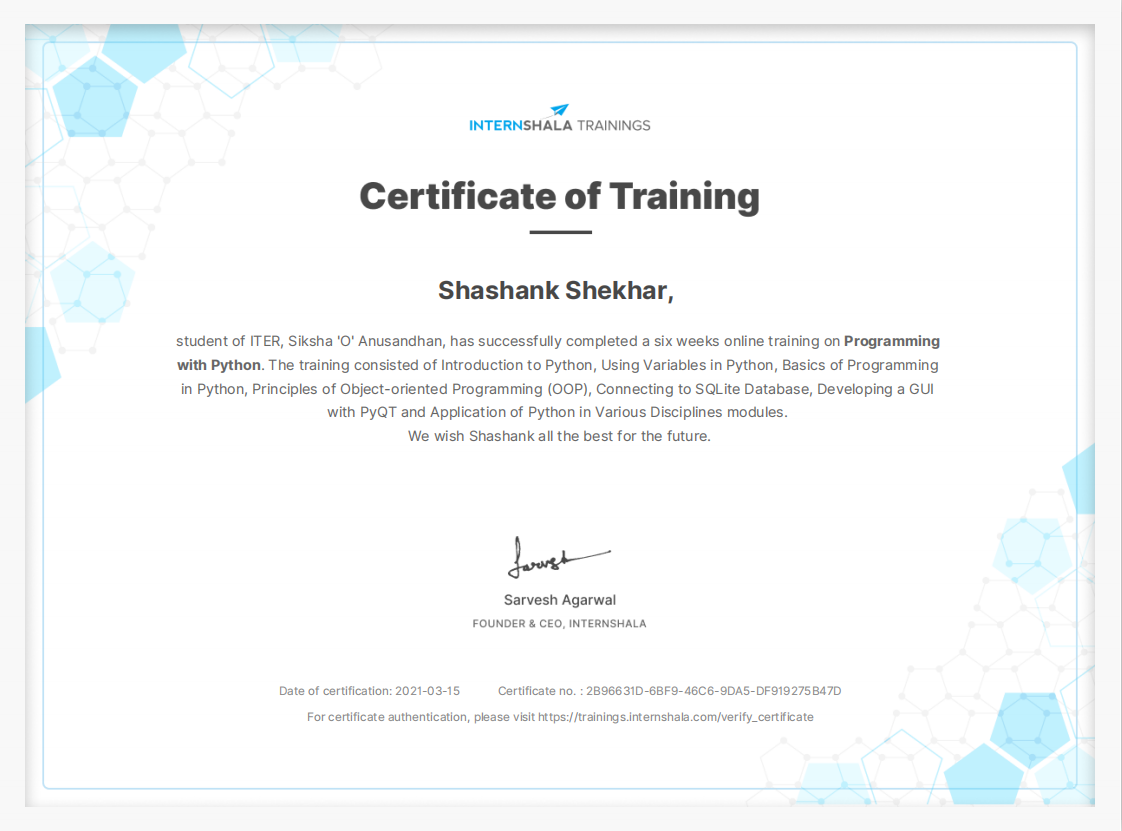 INTERNSHALA TRAININGS
Certificate of Training
Shashank Shekhar,
student of ITER, Siksha 'O' Anusandhan, has successfully completed a six weeks online training on Programming
with Python. The training consisted of Introduction to Python, Using Variables in Python, Basics of Programming
in Python, Principles of Object-oriented Programming (OOP), Connecting to SQLite Database, Developing a GUI
with PyQT and Application of Python in Various Disciplines modules.
We wish Shashank all the best for the future.
Sarvesh
Sarvesh Agarwal
FOUNDER & CEO, INTERNSHALA
Date of certification: 2021-03-15 Certificate no. : 2B96631D-6BF9-46C6-9DA5-DF919275B47D
For certificate authentication, please visit https://trainings.internshala.com/verify_certificate